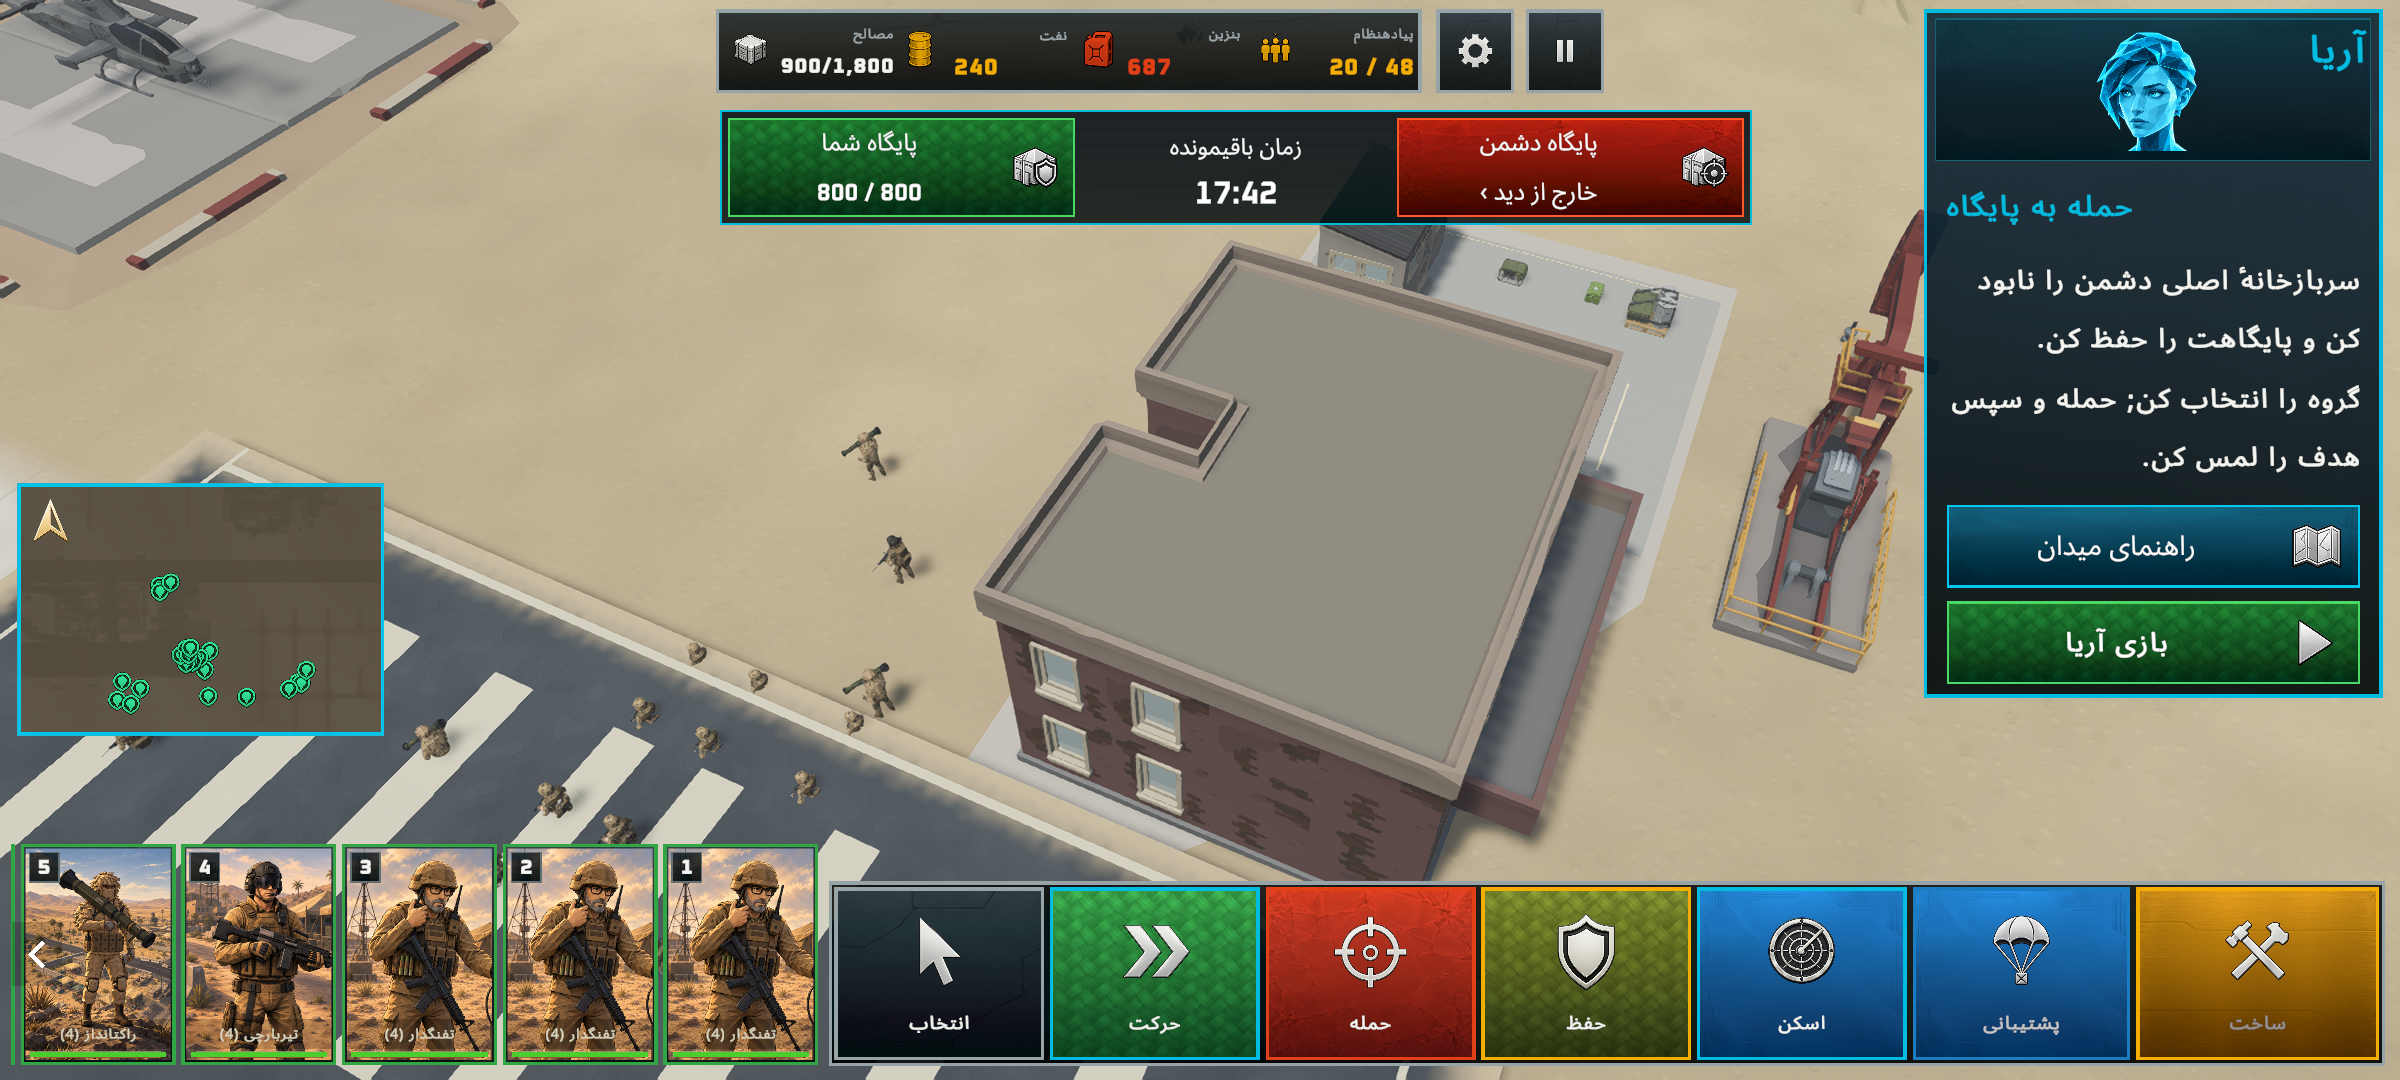 مصالح
900/1,800
نفت
240
بنزین
687
پیاده‌نظام
20 / 48
پایگاه شما
800 / 800
زمان باقیمونده
17:42
پایگاه دشمن
خارج از دید ›
آریا
حمله به پایگاه
سربازخانهٔ اصلی دشمن را نابود
کن و پایگاهت را حفظ کن.
گروه را انتخاب کن; حمله و سپس
هدف را لمس کن.
راهنمای میدان
بازی آریا
5
راکت‌انداز (4)
4
تیربارچی (4)
3
تفنگدار (4)
2
تفنگدار (4)
1
تفنگدار (4)
انتخاب
حرکت
حمله
حفظ
اسکن
پشتیبانی
ساخت